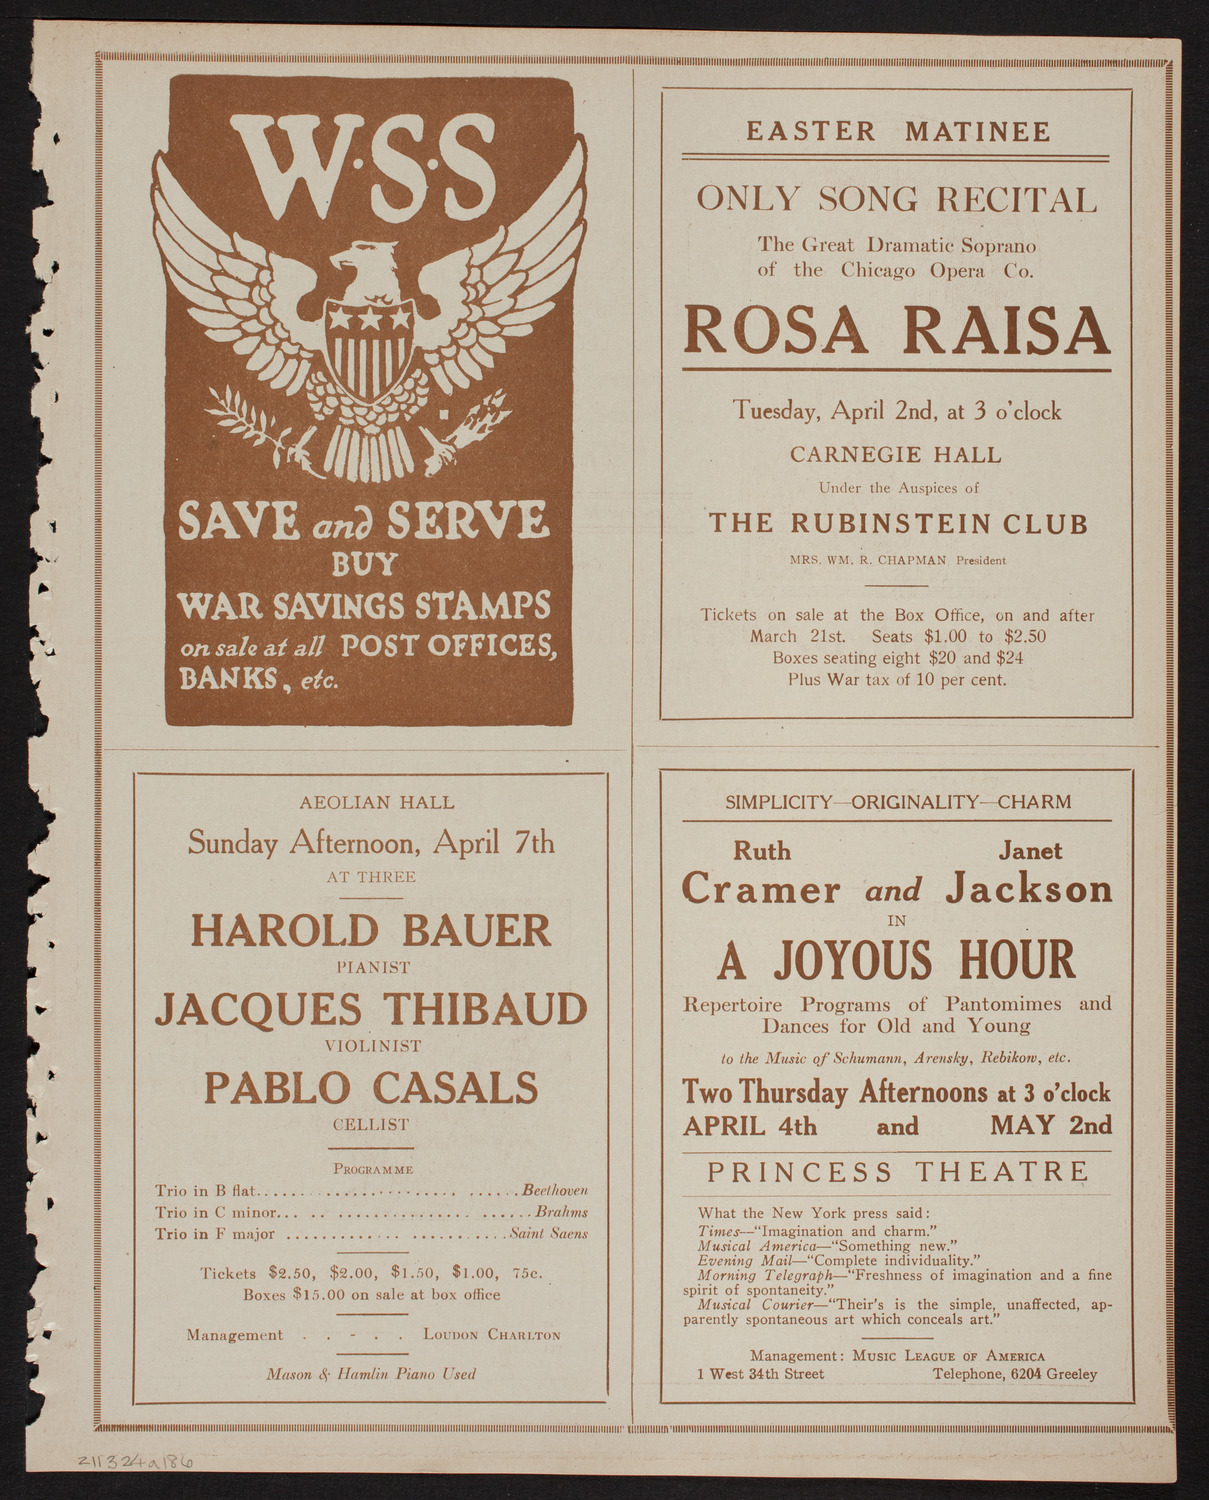 W·S·S
SAVE and SERVE
BUY
WAR SAVINGS STAMPS
on sale at all POST OFFICES,
BANKS, etc.
EASTER MATINEE
ONLY SONG RECITAL
The Great Dramatic Soprano
of the Chicago Opera Co.
ROSA RAISA
Tuesday, April 2nd, at 3 o'clock
CARNEGIE HALL
Under the Auspices of
THE RUBINSTEIN CLUB
MRS. WM. R. CHAPMAN, President
Tickets on sale at the Box Office, on and after
March 21st. Seats $1.00 to $2.50
Boxes seating eight $20 and $24
Plus War tax of 10 per cent.
AEOLIAN HALL
Sunday Afternoon, April 7th
AT THREE
HAROLD BAUER
PIANIST
JACQUES THIBAUD
VIOLINIST
PABLO CASALS
CELLIST
PROGRAMME
Trio in B flat.......................... Beethoven
Trio in C minor.......................... Brahms
Trio in F major .......................... Saint Saens
Tickets $2.50, $2.00, $1.50, $1.00, 75c.
Boxes $15.00 on sale at box office
Management . . - . . LOUDON CHARLTON
Mason & Hamlin Piano Used
SIMPLICITY—ORIGINALITY—CHARM
Ruth Janet
Cramer and Jackson
IN
A JOYOUS HOUR
Repertoire Programs of Pantomimes and
Dances for Old and Young
to the Music of Schumann, Arensky, Rebikow, etc.
Two Thursday Afternoons at 3 o'clock
APRIL 4th and MAY 2nd
PRINCESS THEATRE
What the New York press said:
Times—"Imagination and charm."
Musical America—"Something new."
Evening Mail—"Complete individuality."
Morning Telegraph—"Freshness of imagination and a fine
spirit of spontaneity."
Musical Courier—"Their's is the simple, unaffected, ap-
parently spontaneous art which conceals art."
Management: MUSIC LEAGUE OF AMERICA
1 West 34th Street Telephone, 6204 Greeley
211324a186